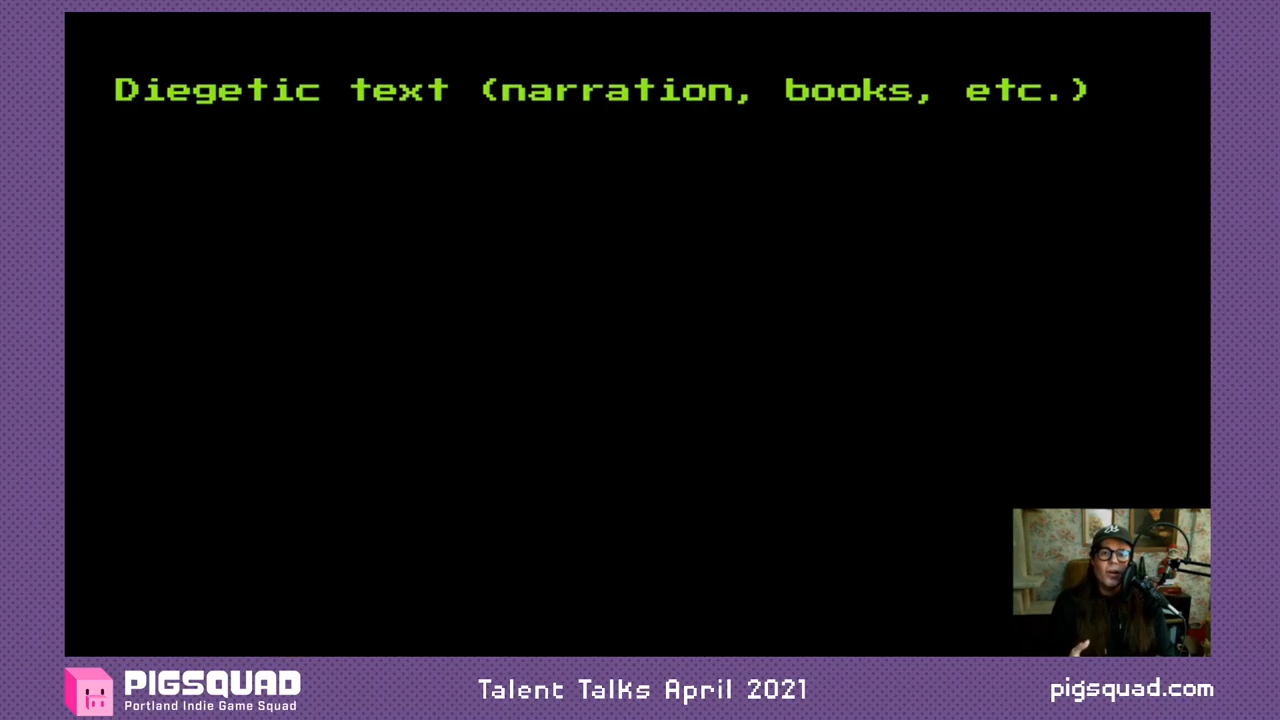 Diegetic text (narration, books, etc.)
PIGSQUAD
Portland Indie Game Squad
Talent Talks April 2021
pigsquad.com